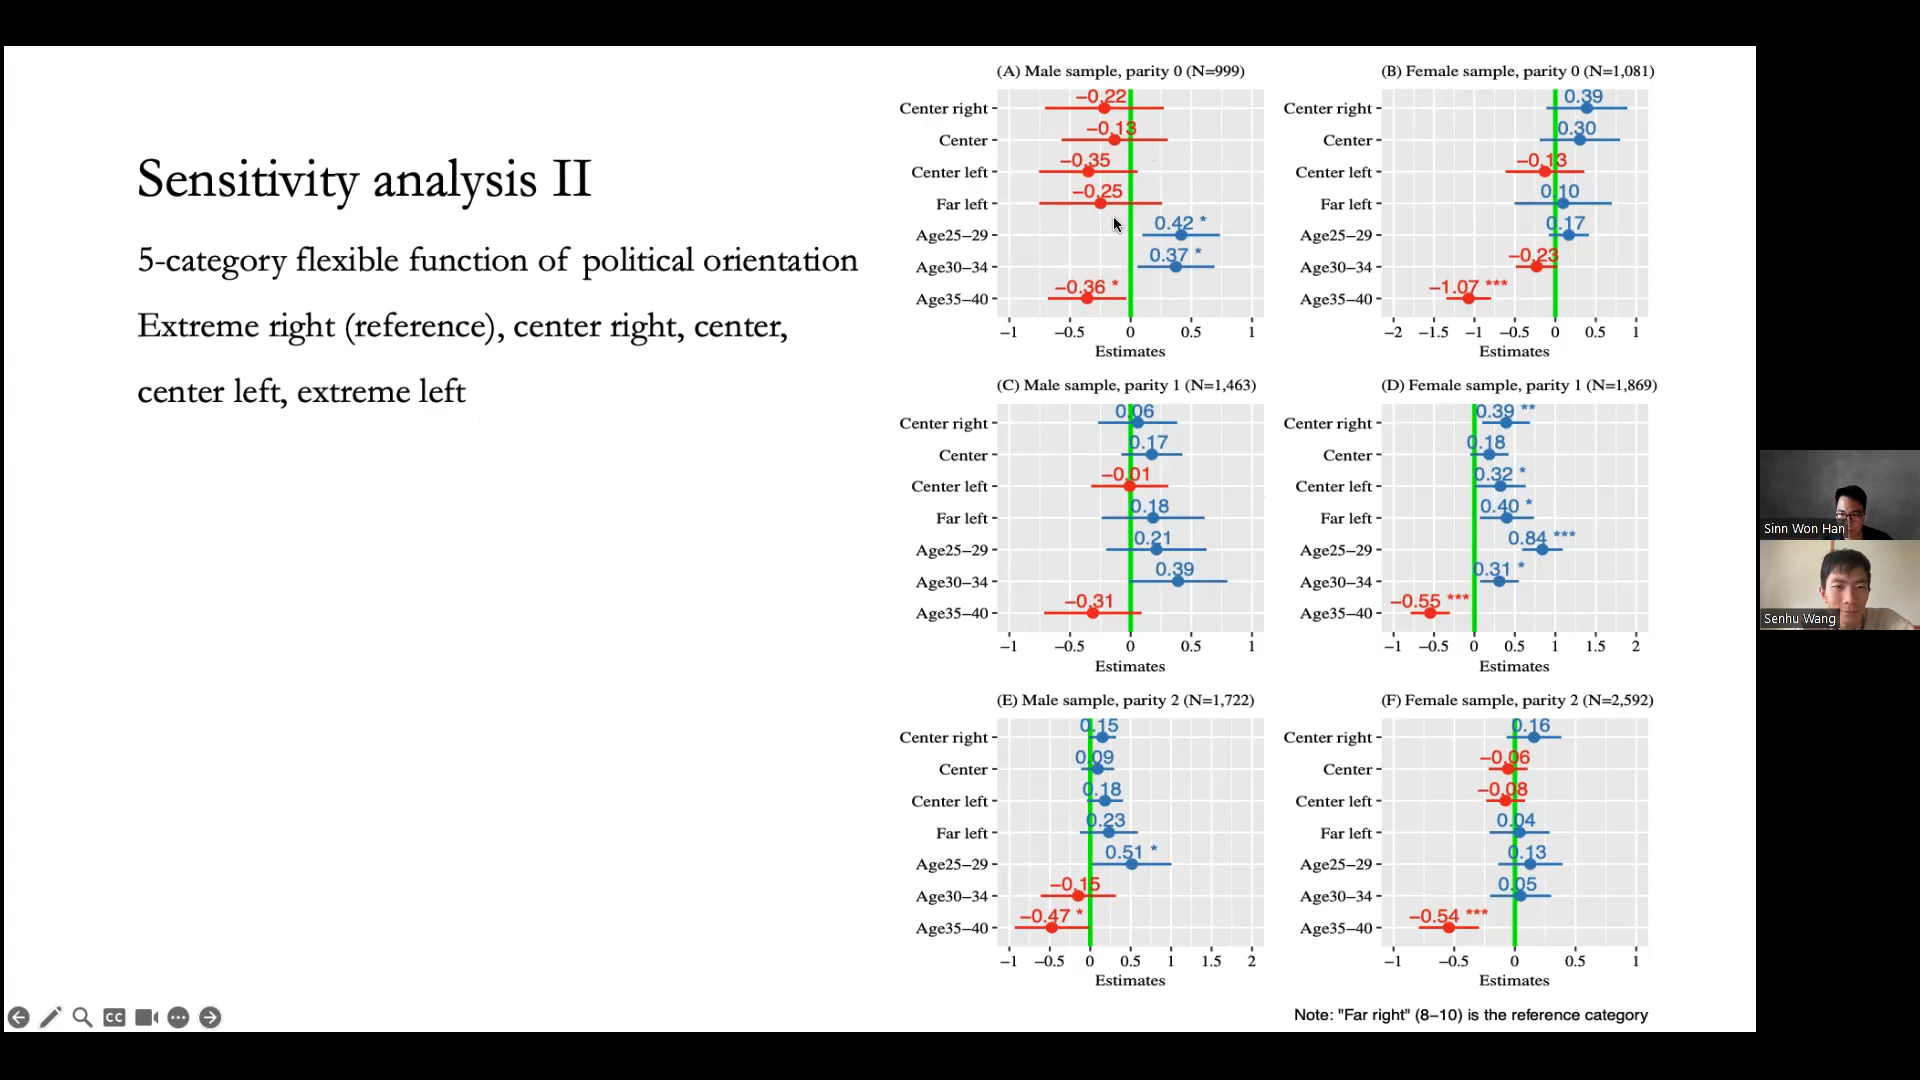 Sensitivity analysis II
5-category flexible function of political orientation
Extreme right (reference), center right, center,
center left, extreme left
(A) Male sample, parity 0 (N=999)
Center right
−0.22
Center
−0.13
Center left
−0.35
Far left
−0.25
Age25−29
0.42 *
Age30−34
0.37 *
Age35−40
−0.36 *
−1 −0.5 0 0.5 1
Estimates
(B) Female sample, parity 0 (N=1,081)
Center right
0.39
Center
0.30
Center left
−0.13
Far left
0.10
Age25−29
0.17
Age30−34
−0.23
Age35−40
−1.07 ***
−2 −1.5 −1 −0.5 0 0.5 1
Estimates
(C) Male sample, parity 1 (N=1,463)
Center right
0.06
Center
0.17
Center left
−0.01
Far left
0.18
Age25−29
0.21
Age30−34
0.39
Age35−40
−0.31
−1 −0.5 0 0.5 1
Estimates
(D) Female sample, parity 1 (N=1,869)
Center right
0.39 **
Center
0.18
Center left
0.32 *
Far left
0.40 *
Age25−29
0.84 ***
Age30−34
0.31 *
Age35−40
−0.55 ***
−1 −0.5 0 0.5 1 1.5 2
Estimates
(E) Male sample, parity 2 (N=1,722)
Center right
0.15
Center
0.09
Center left
0.18
Far left
0.23
Age25−29
0.51 *
Age30−34
−0.15
Age35−40
−0.47 *
−1 −0.5 0 0.5 1 1.5 2
Estimates
(F) Female sample, parity 2 (N=2,592)
Center right
0.16
Center
−0.06
Center left
−0.08
Far left
0.04
Age25−29
0.13
Age30−34
0.05
Age35−40
−0.54 ***
−1 −0.5 0 0.5 1
Estimates
Note: "Far right" (8−10) is the reference category
CC
Sinn Won Han
Senhu Wang